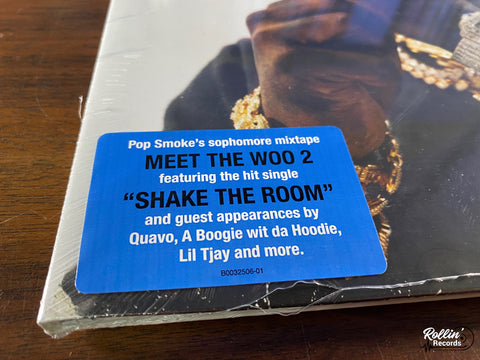 Pop Smoke's sophomore mixtape
MEET THE WOO 2
featuring the hit single
"SHAKE THE ROOM"
and guest appearances by
Quavo, A Boogie wit da Hoodie,
Lil Tjay and more.
B0032506-01
Rollin'
Records